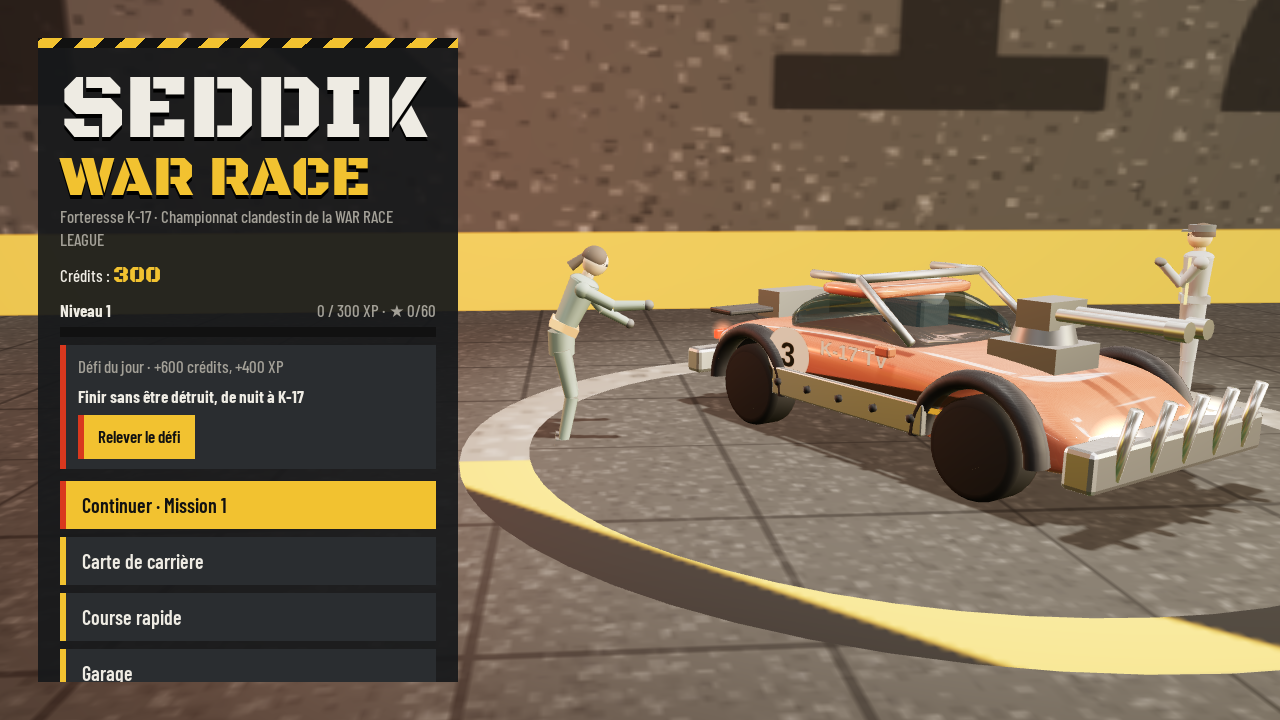 SEDDIK
WAR RACE
Forteresse K-17 · Championnat clandestin de la WAR RACE
LEAGUE
Crédits : 300
Niveau 1
0 / 300 XP · ★ 0/60
Défi du jour · +600 crédits, +400 XP
Finir sans être détruit, de nuit à K-17
Relever le défi
Continuer · Mission 1
Carte de carrière
Course rapide
Garage
3
K-17 TV